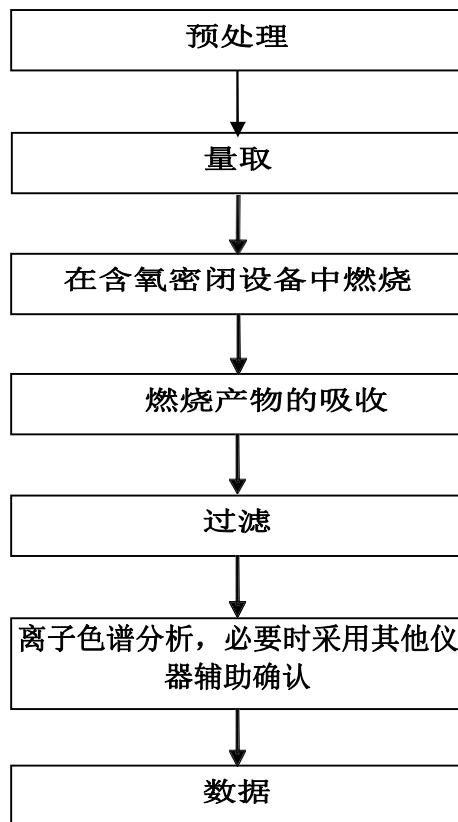 预处理
量取
在含氧密闭设备中燃烧
燃烧产物的吸收
过滤
离子色谱分析，必要时采用其他仪
器辅助确认
数据